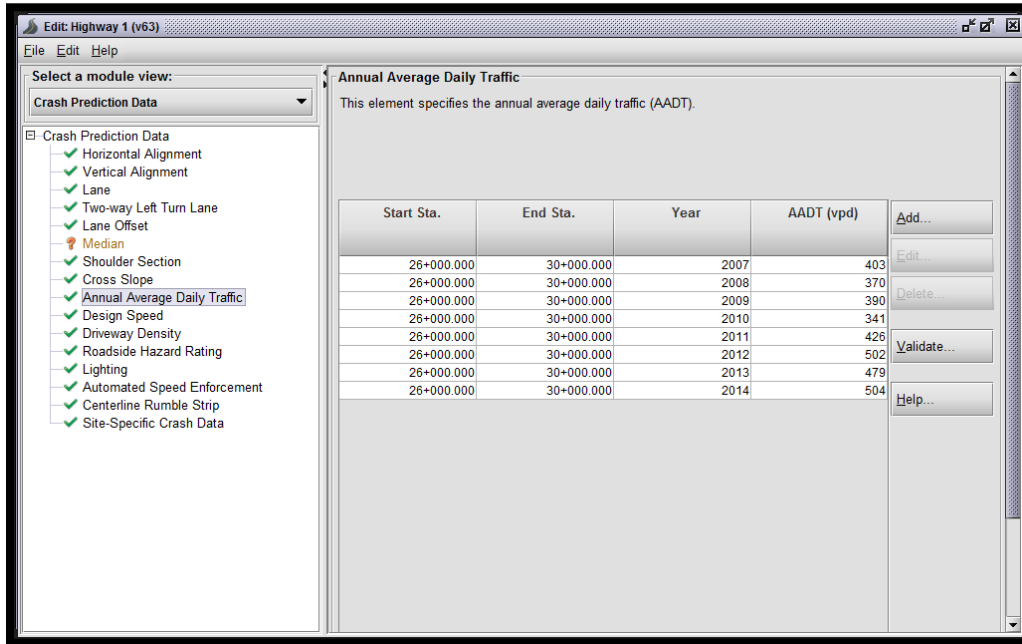 Edit: Highway 1 (v63)
File Edit Help
Select a module view:
Crash Prediction Data
Crash Prediction Data
Horizontal Alignment
Vertical Alignment
Lane
Two-way Left Turn Lane
Lane Offset
Median
Shoulder Section
Cross Slope
Annual Average Daily Traffic
Design Speed
Driveway Density
Roadside Hazard Rating
Lighting
Automated Speed Enforcement
Centerline Rumble Strip
Site-Specific Crash Data
Annual Average Daily Traffic
This element specifies the annual average daily traffic (AADT).
Start Sta. End Sta. Year AADT (vpd)
26+000.000 30+000.000 2007 403
26+000.000 30+000.000 2008 370
26+000.000 30+000.000 2009 390
26+000.000 30+000.000 2010 341
26+000.000 30+000.000 2011 426
26+000.000 30+000.000 2012 502
26+000.000 30+000.000 2013 479
26+000.000 30+000.000 2014 504
Add...
Edit...
Delete...
Validate...
Help...